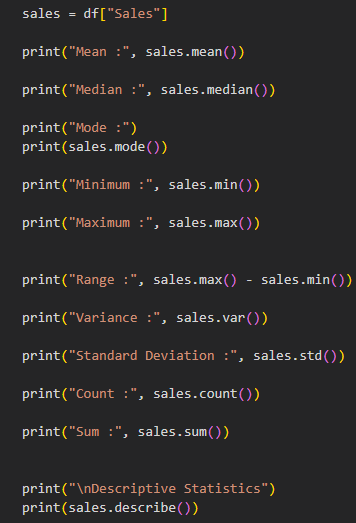 sales = df["Sales"]
print("Mean :", sales.mean())
print("Median :", sales.median())
print("Mode :")
print(sales.mode())
print("Minimum :", sales.min())
print("Maximum :", sales.max())
print("Range :", sales.max() - sales.min())
print("Variance :", sales.var())
print("Standard Deviation :", sales.std())
print("Count :", sales.count())
print("Sum :", sales.sum())
print("\nDescriptive Statistics")
print(sales.describe())